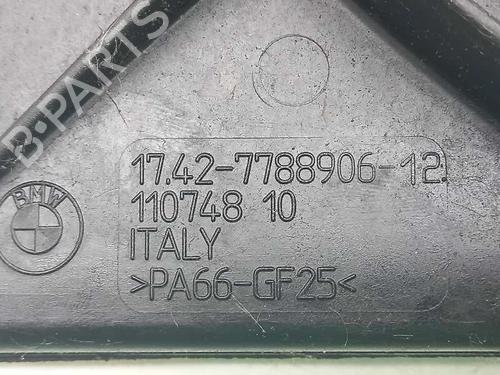 B-PARTS
17.42-7788906-12
110748 10
BMW
ITALY
>PA66-GF25<